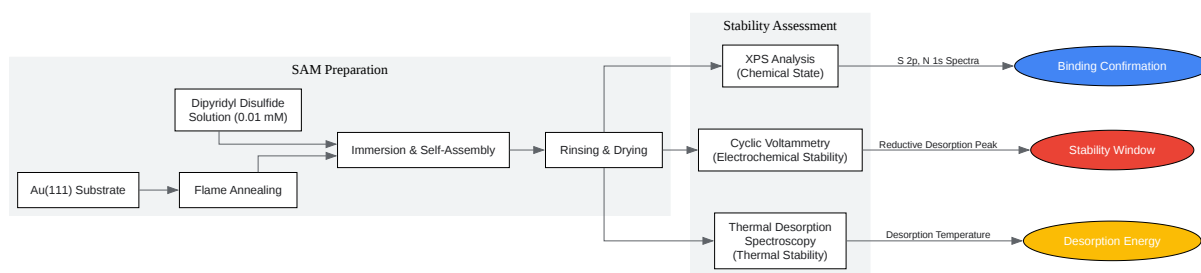 Stability Assessment
SAM Preparation
XPS Analysis
(Chemical State)
S 2p, N 1s Spectra
Binding Confirmation
Dipyridyl Disulfide
Solution (0.01 mM)
Immersion & Self-Assembly
Rinsing & Drying
Cyclic Voltammetry
(Electrochemical Stability)
Reductive Desorption Peak
Stability Window
Au(111) Substrate
Flame Annealing
Thermal Desorption
Spectroscopy
(Thermal Stability)
Desorption Temperature
Desorption Energy